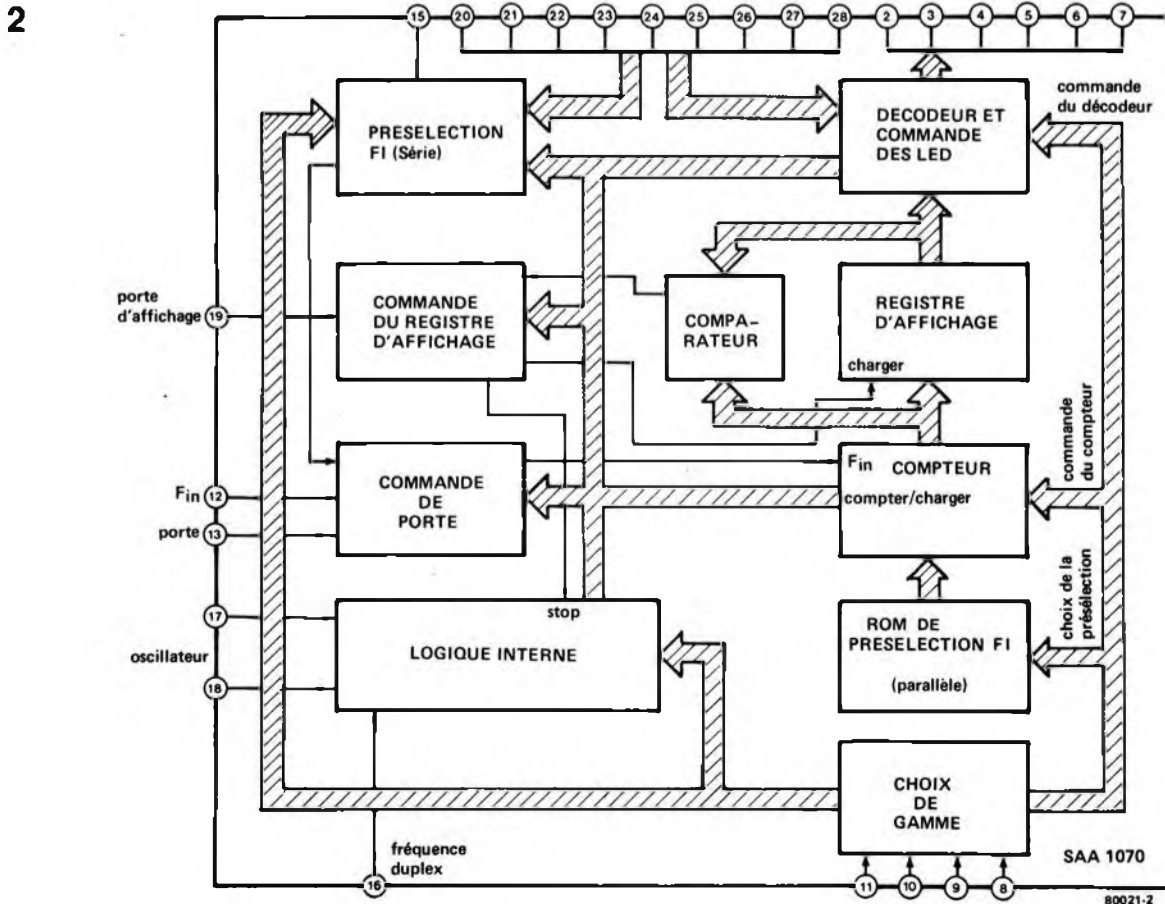 2
15 20 21 22 23 24 25 26 27 28 2 3 4 5 6 7
commande
du décodeur
PRESELECTION
FI (Série)
DECODEUR ET
COMMANDE
DES LED
porte
d'affichage
19
COMMANDE
DU REGISTRE
D'AFFICHAGE
COMPA-
RATEUR
REGISTRE
D'AFFICHAGE
charger
commande
du compteur
Fin
12
porte
13
COMMANDE
DE
PORTE
Fin
COMPTEUR
compter/charger
choix de la
présélection
17
oscillateur
18
stop
LOGIQUE INTERNE
ROM DE
PRESELECTION FI
(parallèle)
CHOIX
DE
GAMME
fréquence
duplex
16
11 10 9 8
SAA 1070
80021-2